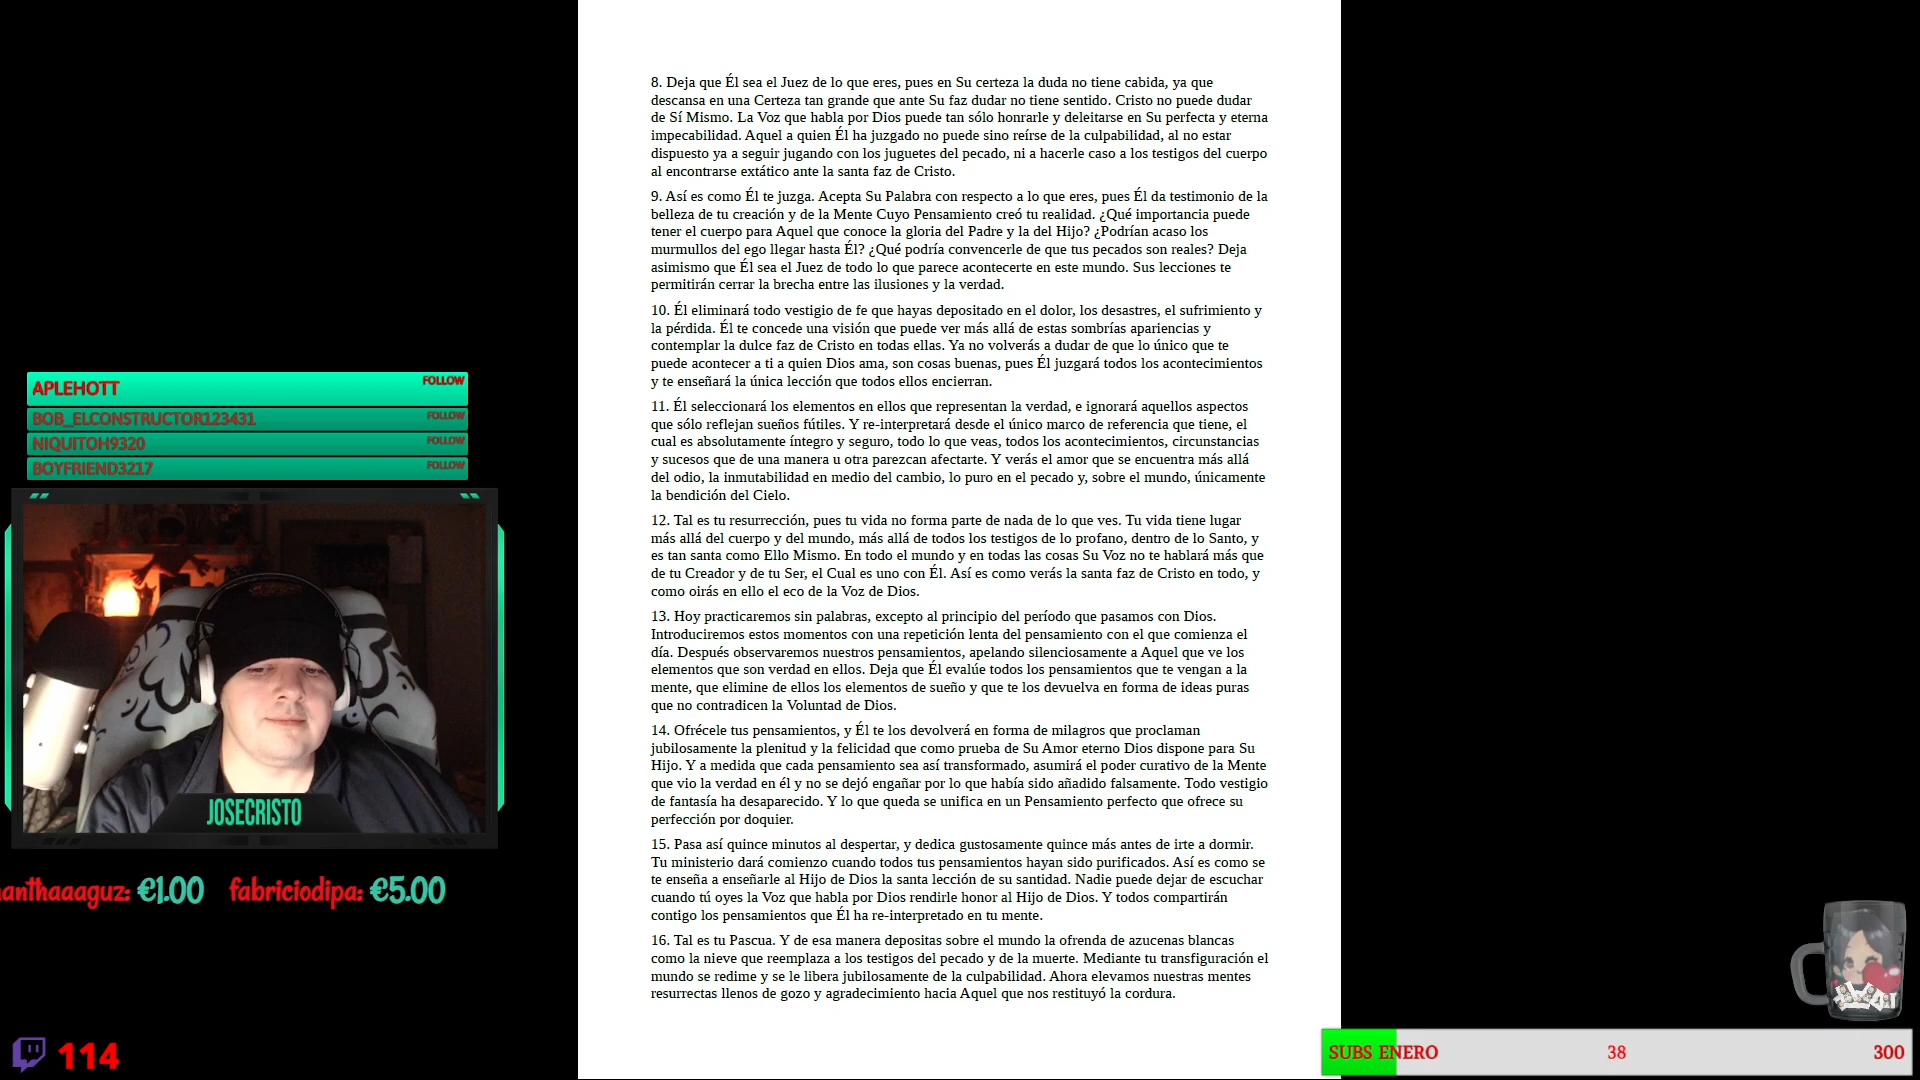 8. Deja que Él sea el Juez de lo que eres, pues en Su certeza la duda no tiene cabida, ya que
descansa en una Certeza tan grande que ante Su faz dudar no tiene sentido. Cristo no puede dudar
de Sí Mismo. La Voz que habla por Dios puede tan sólo honrarle y deleitarse en Su perfecta y eterna
impecabilidad. Aquel a quien Él ha juzgado no puede sino reírse de la culpabilidad, al no estar
dispuesto ya a seguir jugando con los juguetes del pecado, ni a hacerle caso a los testigos del cuerpo
al encontrarse extático ante la santa faz de Cristo.
9. Así es como Él te juzga. Acepta Su Palabra con respecto a lo que eres, pues Él da testimonio de la
belleza de tu creación y de la Mente Cuyo Pensamiento creó tu realidad. ¿Qué importancia puede
tener el cuerpo para Aquel que conoce la gloria del Padre y la del Hijo? ¿Podrían acaso los
murmullos del ego llegar hasta Él? ¿Qué podría convencerle de que tus pecados son reales? Deja
asimismo que Él sea el Juez de todo lo que parece acontecerte en este mundo. Sus lecciones te
permitirán cerrar la brecha entre las ilusiones y la verdad.
10. Él eliminará todo vestigio de fe que hayas depositado en el dolor, los desastres, el sufrimiento y
la pérdida. Él te concede una visión que puede ver más allá de estas sombrías apariencias y
contemplar la dulce faz de Cristo en todas ellas. Ya no volverás a dudar de que lo único que te
puede acontecer a ti a quien Dios ama, son cosas buenas, pues Él juzgará todos los acontecimientos
y te enseñará la única lección que todos ellos encierran.
11. Él seleccionará los elementos en ellos que representan la verdad, e ignorará aquellos aspectos
que sólo reflejan sueños fútiles. Y re-interpretará desde el único marco de referencia que tiene, el
cual es absolutamente íntegro y seguro, todo lo que veas, todos los acontecimientos, circunstancias
y sucesos que de una manera u otra parezcan afectarte. Y verás el amor que se encuentra más allá
del odio, la inmutabilidad en medio del cambio, lo puro en el pecado y, sobre el mundo, únicamente
la bendición del Cielo.
12. Tal es tu resurrección, pues tu vida no forma parte de nada de lo que ves. Tu vida tiene lugar
más allá del cuerpo y del mundo, más allá de todos los testigos de lo profano, dentro de lo Santo, y
es tan santa como Ello Mismo. En todo el mundo y en todas las cosas Su Voz no te hablará más que
de tu Creador y de tu Ser, el Cual es uno con Él. Así es como verás la santa faz de Cristo en todo, y
como oirás en ello el eco de la Voz de Dios.
13. Hoy practicaremos sin palabras, excepto al principio del período que pasamos con Dios.
Introduciremos estos momentos con una repetición lenta del pensamiento con el que comienza el
día. Después observaremos nuestros pensamientos, apelando silenciosamente a Aquel que ve los
elementos que son verdad en ellos. Deja que Él evalúe todos los pensamientos que te vengan a la
mente, que elimine de ellos los elementos de sueño y que te los devuelva en forma de ideas puras
que no contradicen la Voluntad de Dios.
14. Ofrécele tus pensamientos, y Él te los devolverá en forma de milagros que proclaman
jubilosamente la plenitud y la felicidad que como prueba de Su Amor eterno Dios dispone para Su
Hijo. Y a medida que cada pensamiento sea así transformado, asumirá el poder curativo de la Mente
que vio la verdad en él y no se dejó engañar por lo que había sido añadido falsamente. Todo vestigio
de fantasía ha desaparecido. Y lo que queda se unifica en un Pensamiento perfecto que ofrece su
perfección por doquier.
15. Pasa así quince minutos al despertar, y dedica gustosamente quince más antes de irte a dormir.
Tu ministerio dará comienzo cuando todos tus pensamientos hayan sido purificados. Así es como se
te enseña a enseñarle al Hijo de Dios la santa lección de su santidad. Nadie puede dejar de escuchar
cuando tú oyes la Voz que habla por Dios rendirle honor al Hijo de Dios. Y todos compartirán
contigo los pensamientos que Él ha re-interpretado en tu mente.
16. Tal es tu Pascua. Y de esa manera depositas sobre el mundo la ofrenda de azucenas blancas
como la nieve que reemplaza a los testigos del pecado y de la muerte. Mediante tu transfiguración el
mundo se redime y se le libera jubilosamente de la culpabilidad. Ahora elevamos nuestras mentes
resurrectas llenos de gozo y agradecimiento hacia Aquel que nos restituyó la cordura.
APLEHOTT FOLLOW
BOB_ELCONSTRUCTOR123431 FOLLOW
NIQUITOH9320 FOLLOW
BOYFRIEND3217 FOLLOW
JOSECRISTO
anthaaaguz: €1.00 fabriciodipa: €5.00
114
SUBS ENERO 38 300